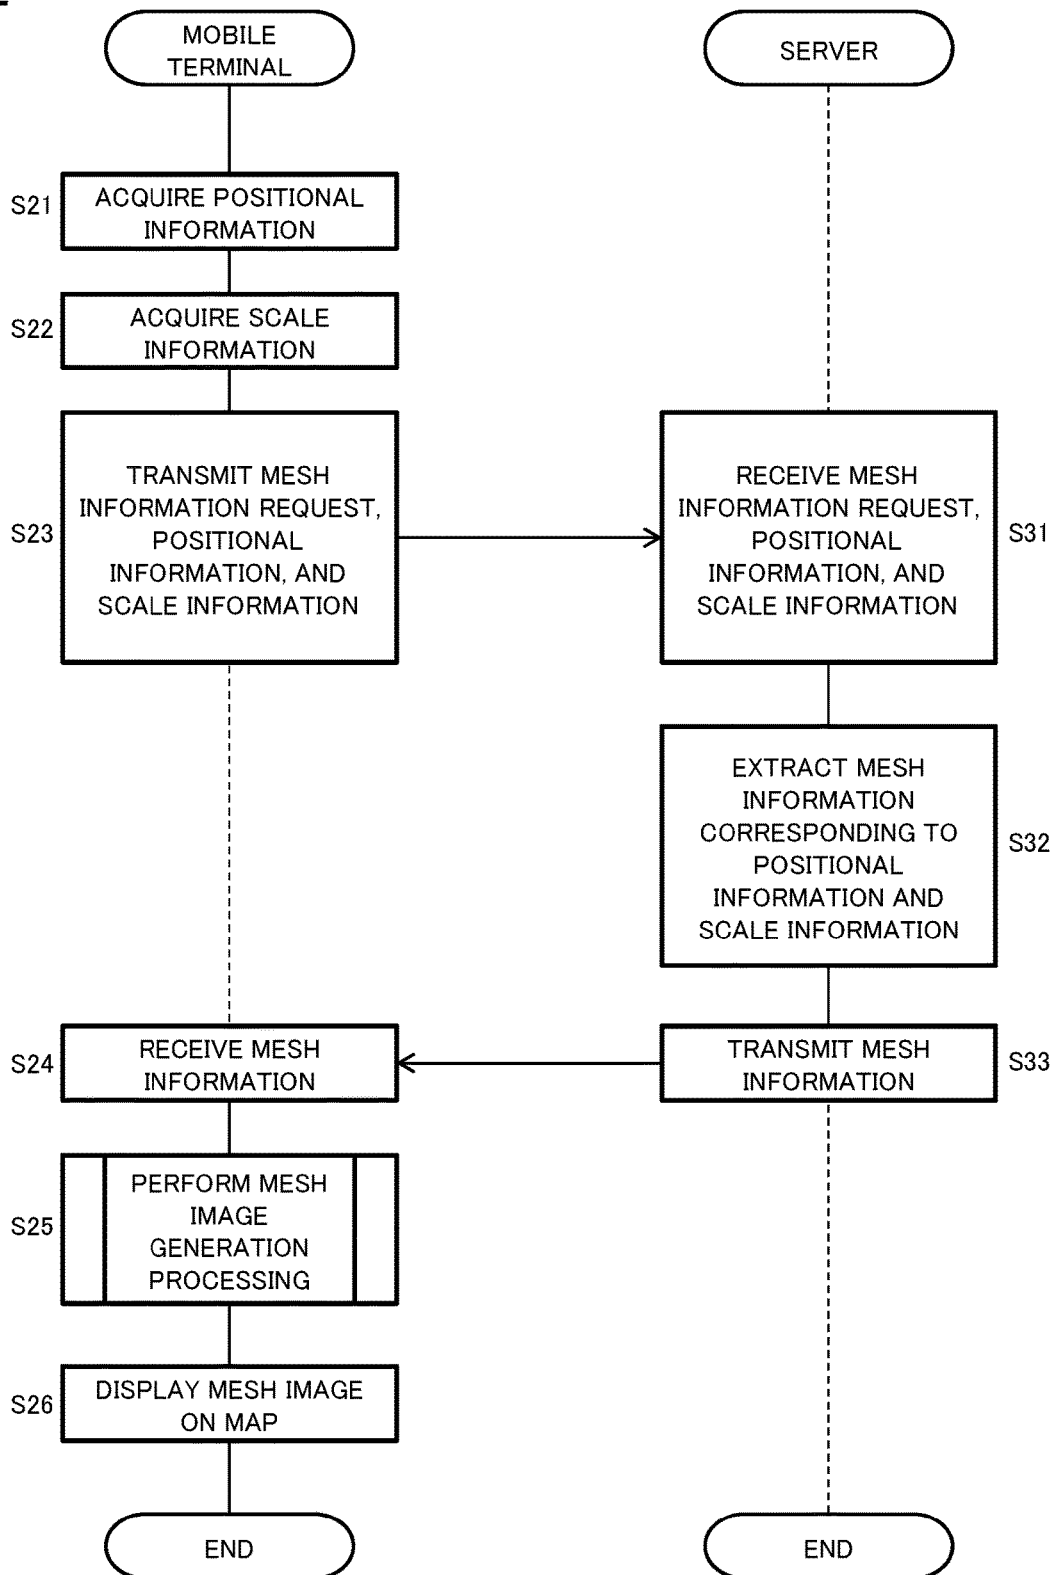 MOBILE
TERMINAL
SERVER
S21
ACQUIRE POSITIONAL
INFORMATION
S22
ACQUIRE SCALE
INFORMATION
S23
TRANSMIT MESH
INFORMATION REQUEST,
POSITIONAL
INFORMATION, AND
SCALE INFORMATION
RECEIVE MESH
INFORMATION REQUEST,
POSITIONAL
INFORMATION, AND
SCALE INFORMATION
S31
EXTRACT MESH
INFORMATION
CORRESPONDING TO
POSITIONAL
INFORMATION AND
SCALE INFORMATION
S32
S24
RECEIVE MESH
INFORMATION
TRANSMIT MESH
INFORMATION
S33
S25
PERFORM MESH
IMAGE
GENERATION
PROCESSING
S26
DISPLAY MESH IMAGE
ON MAP
END
END